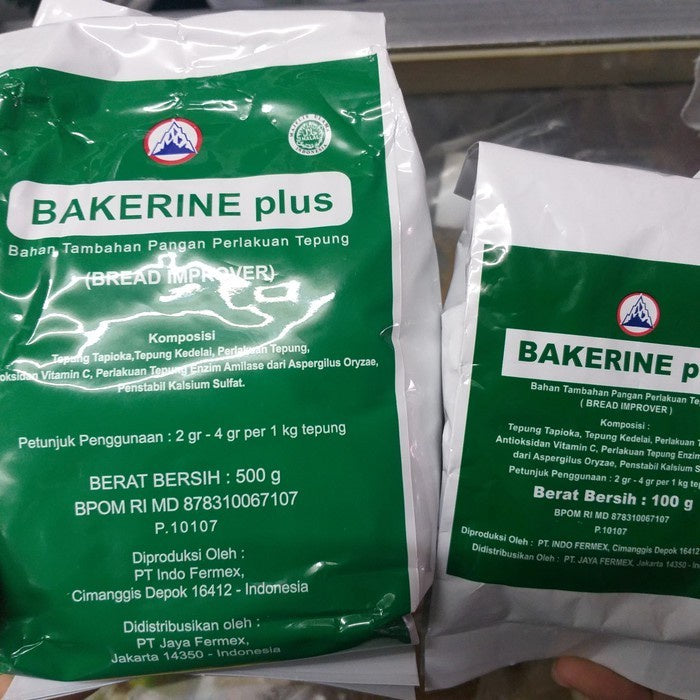 BAKERINE plus
Bahan Tambahan Pangan Perlakuan Tepung
(BREAD IMPROVER)
Komposisi
Tepung Tapioka,Tepung Kedelai, Perlakuan Tepung,
Vitamin C, Perlakuan Tepung Enzim Amilase dari Aspergilus Oryzae,
Penstabil Kalsium Sulfat.
Petunjuk Penggunaan : 2 gr - 4 gr per 1 kg tepung
BERAT BERSIH : 500 g
BPOM RI MD 878310067107
P.10107
Diproduksi Oleh :
PT Indo Fermex,
Cimanggis Depok 16412 - Indonesia
Didistribusikan oleh :
PT Jaya Fermex,
Jakarta 14350 - Indonesia
BAKERINE
Bahan Tambahan Pangan Perlakuan
( BREAD IMPROVER )
Komposisi :
Tepung Tapioka, Tepung Kedelai, Perlakuan
Antioksidan Vitamin C, Perlakuan Tepung Enzim
dari Aspergilus Oryzae, Penstabil Kalsium
Petunjuk Penggunaan : 2 gr - 4 gr per 1 kg
Berat Bersih : 100 g
BPOM RI MD 878310067107
P.10107
Diproduksi Oleh : PT. INDO FERMEX, Cimanggis Depok 16412
Didistribusikan Oleh : PT. JAYA FERMEX, Jakarta 14350 -